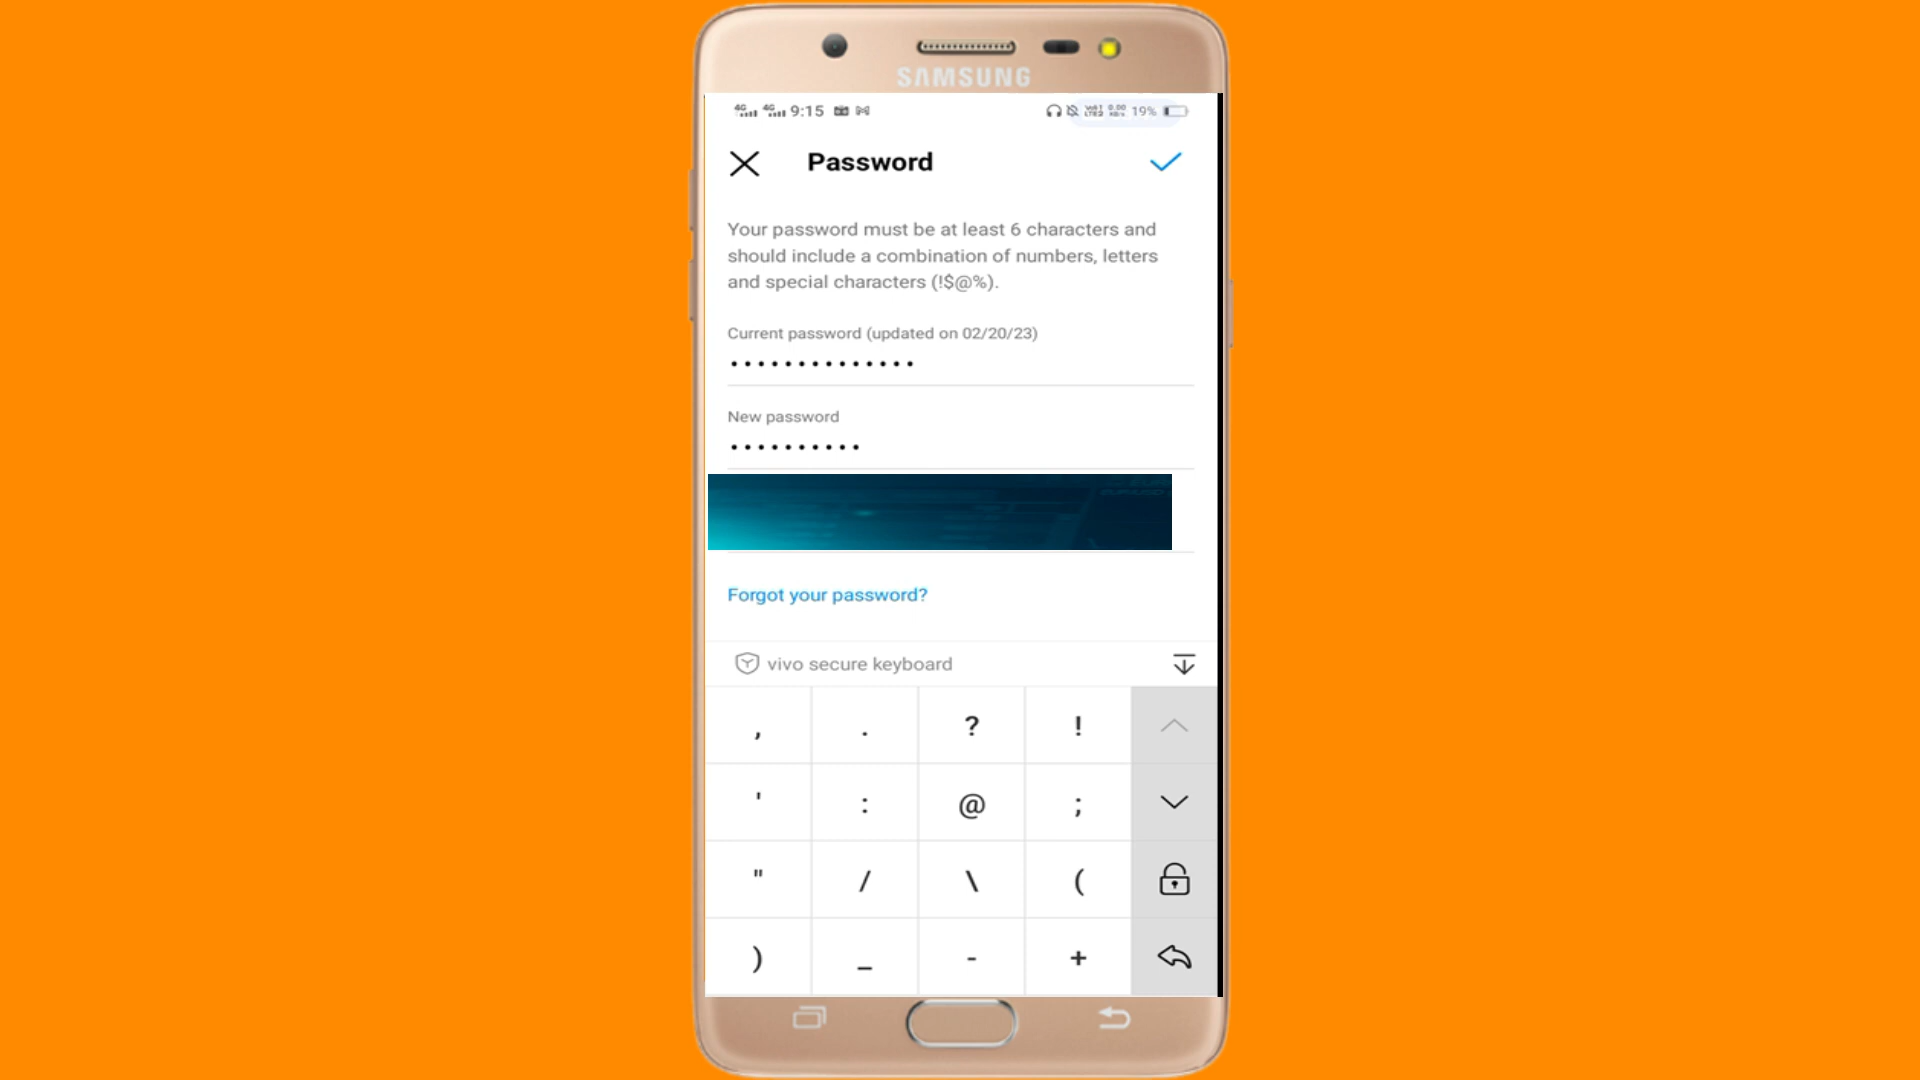 SAMSUNG
4G 4G 9:15 19%
Password
Your password must be at least 6 characters and
should include a combination of numbers, letters
and special characters (!$@%).
Current password (updated on 02/20/23)
••••••••••••••
New password
••••••••••
Forgot your password?
vivo secure keyboard
, . ? !
' : @ ;
" / \ (
) _ - +